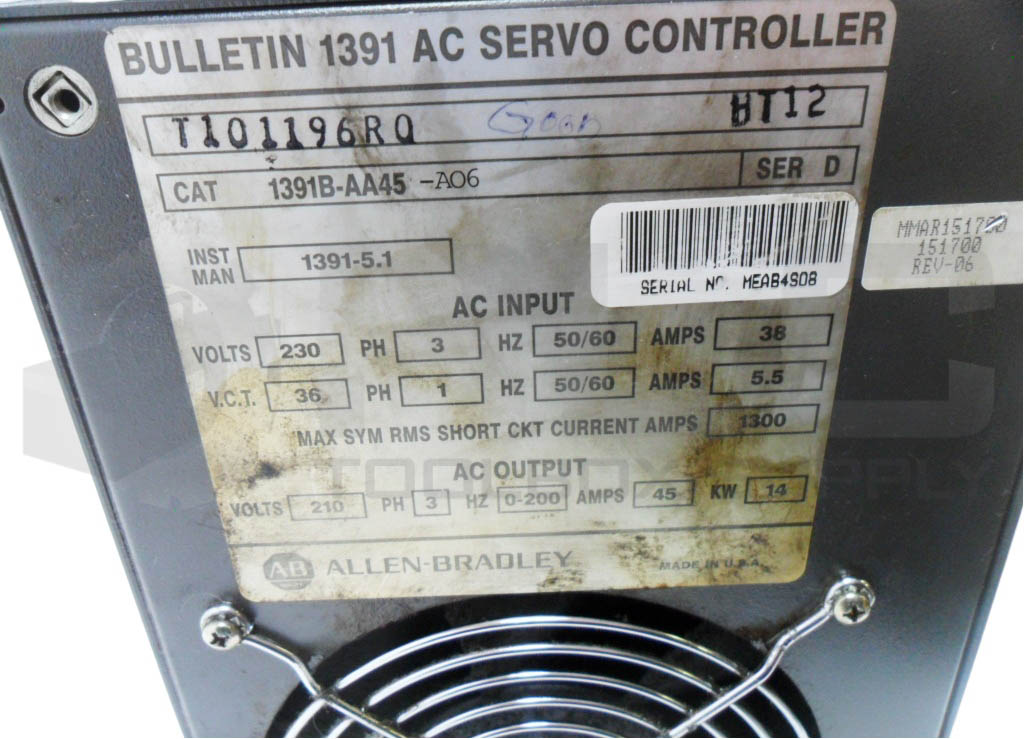 BULLETIN 1391 AC SERVO CONTROLLER
T101196RQ HT12
CAT 1391B-AA45 -A06 SER D
INST MAN 1391-5.1
SERIAL NO. MEAB4S08
MMAR151700
151700
REV-06
AC INPUT
VOLTS 230 PH 3 HZ 50/60 AMPS 38
V.C.T. 36 PH 1 HZ 50/60 AMPS 5.5
MAX SYM RMS SHORT CKT CURRENT AMPS 1300
AC OUTPUT
VOLTS 210 PH 3 HZ 0-200 AMPS 45 KW 14
AB ALLEN-BRADLEY MADE IN U.S.A.
TOOLBOX SUPPLY